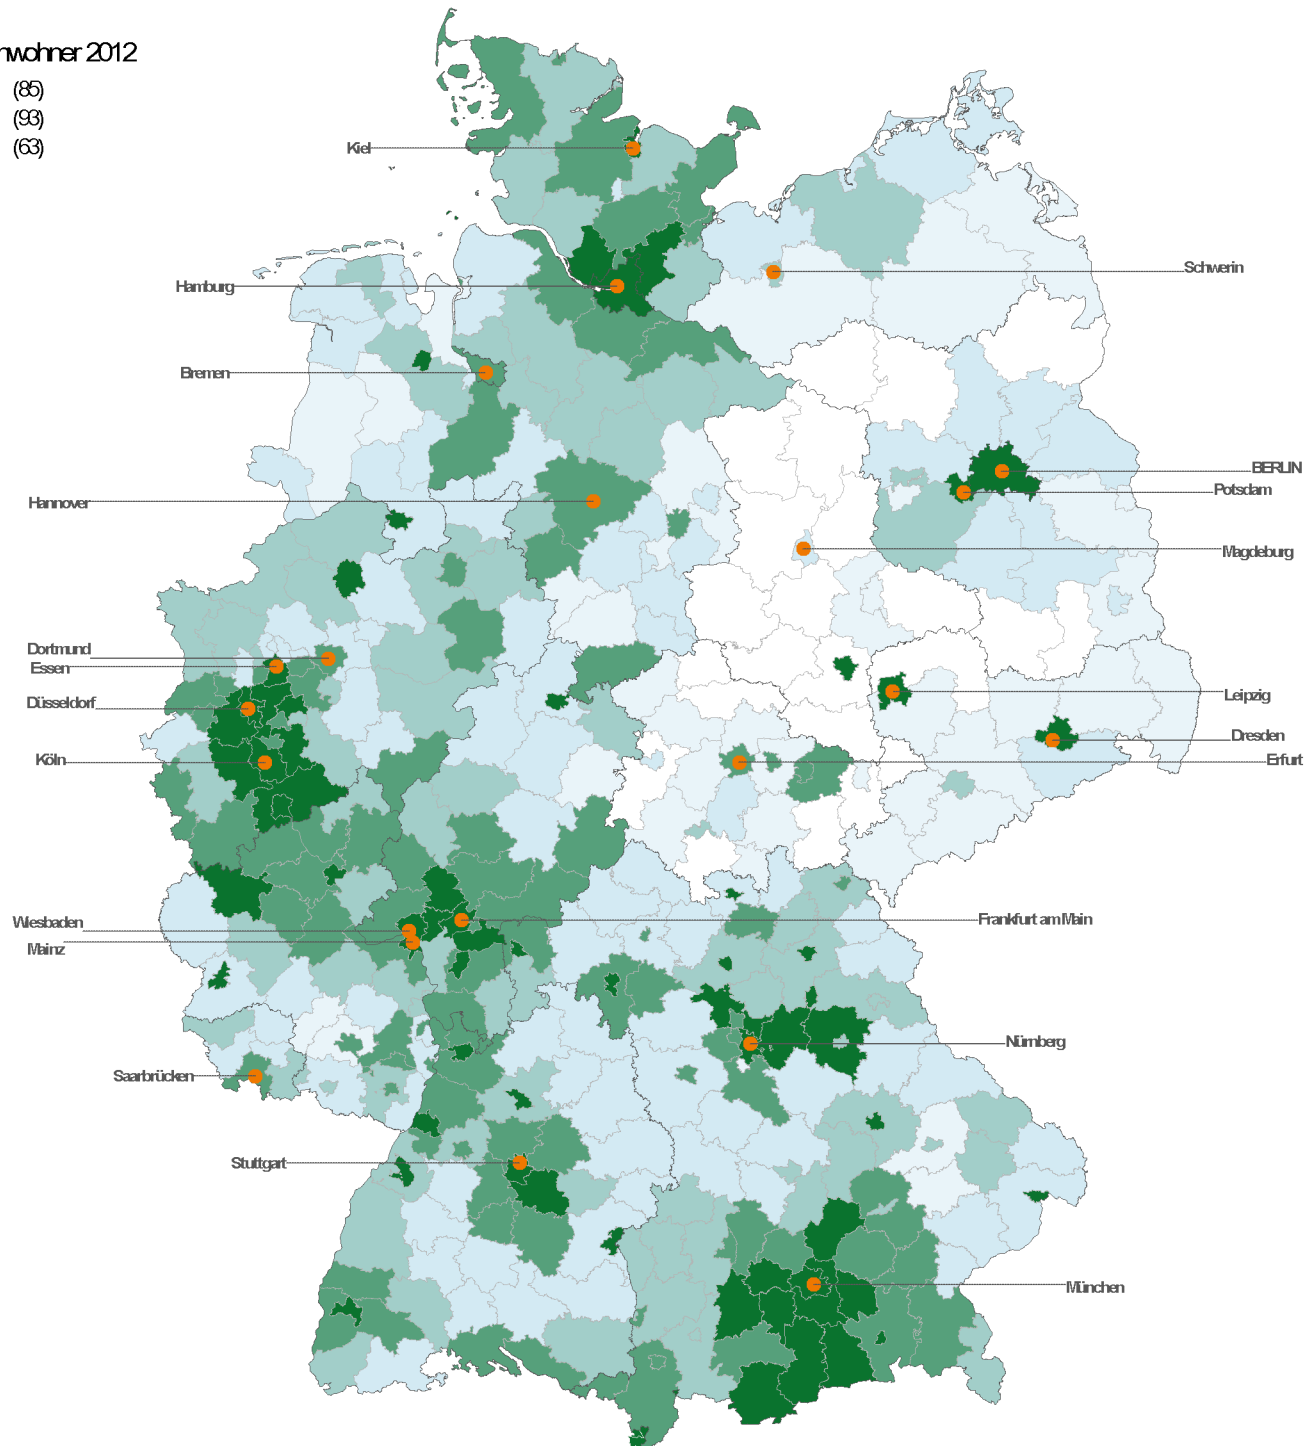 nwohner 2012
(85)
(93)
(63)
Kiel
Schwerin
Hamburg
Bremen
BERLIN
Potsdam
Hannover
Magdeburg
Dortmund
Essen
Leipzig
Düsseldorf
Dresden
Köln
Erfurt
Wiesbaden
Frankfurt am Main
Mainz
Nürnberg
Saarbrücken
Stuttgart
München